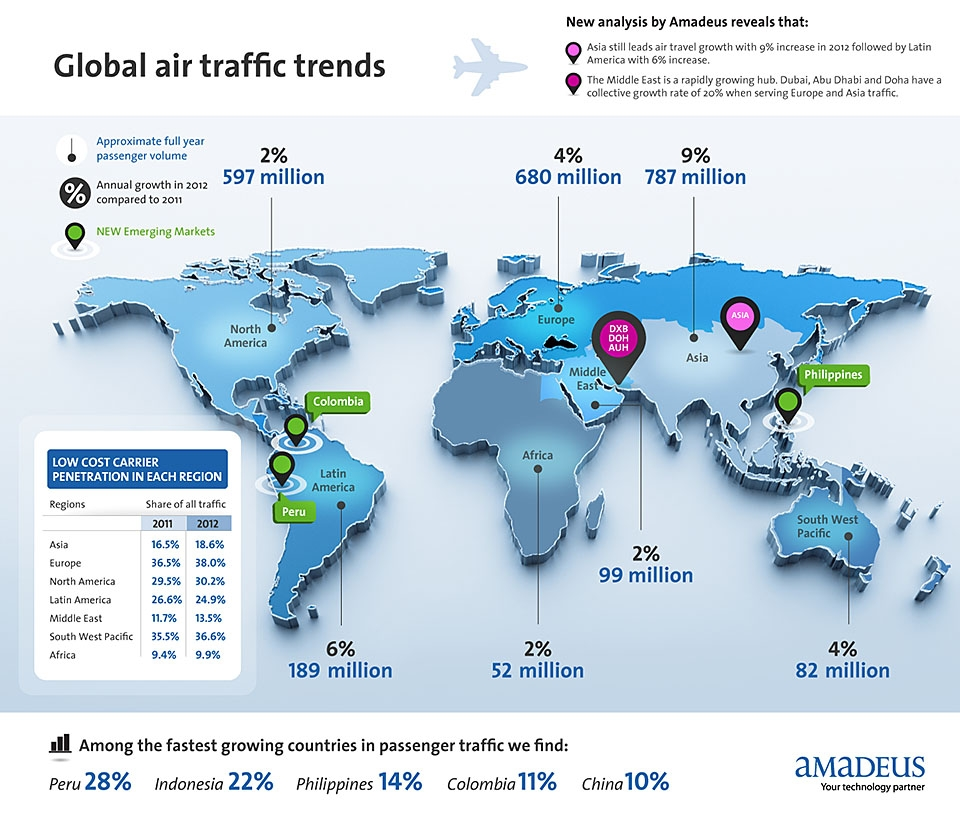 Global air traffic trends
New analysis by Amadeus reveals that:
Asia still leads air travel growth with 9% increase in 2012 followed by Latin
America with 6% increase.
The Middle East is a rapidly growing hub. Dubai, Abu Dhabi and Doha have a
collective growth rate of 20% when serving Europe and Asia traffic.
Approximate full year
passenger volume
%
Annual growth in 2012
compared to 2011
NEW Emerging Markets
2%
597 million
4%
680 million
9%
787 million
North
America
Europe
DXB
DOH
AUH
ASIA
Asia
Middle
East
Philippines
Colombia
Peru
Latin
America
Africa
South West
Pacific
2%
99 million
6%
189 million
2%
52 million
4%
82 million
LOW COST CARRIER
PENETRATION IN EACH REGION
Regions Share of all traffic
2011 2012
Asia 16.5% 18.6%
Europe 36.5% 38.0%
North America 29.5% 30.2%
Latin America 26.6% 24.9%
Middle East 11.7% 13.5%
South West Pacific 35.5% 36.6%
Africa 9.4% 9.9%
Among the fastest growing countries in passenger traffic we find:
Peru 28% Indonesia 22% Philippines 14% Colombia 11% China 10%
amadeus
Your technology partner